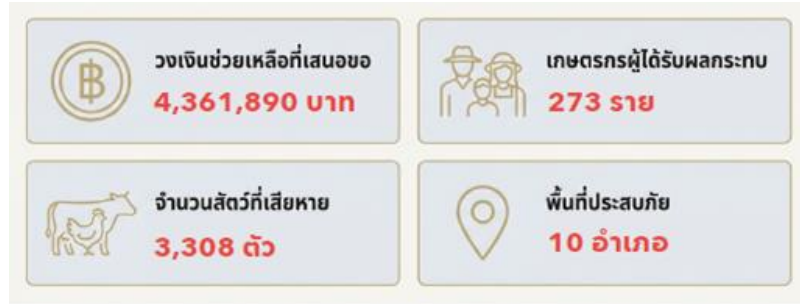 วงเงินช่วยเหลือที่เสนอขอ
4,361,890 บาท
เกษตรกรผู้ได้รับผลกระทบ
273 ราย
จำนวนสัตว์ที่เสียหาย
3,308 ตัว
พื้นที่ประสบภัย
10 อำเภอ